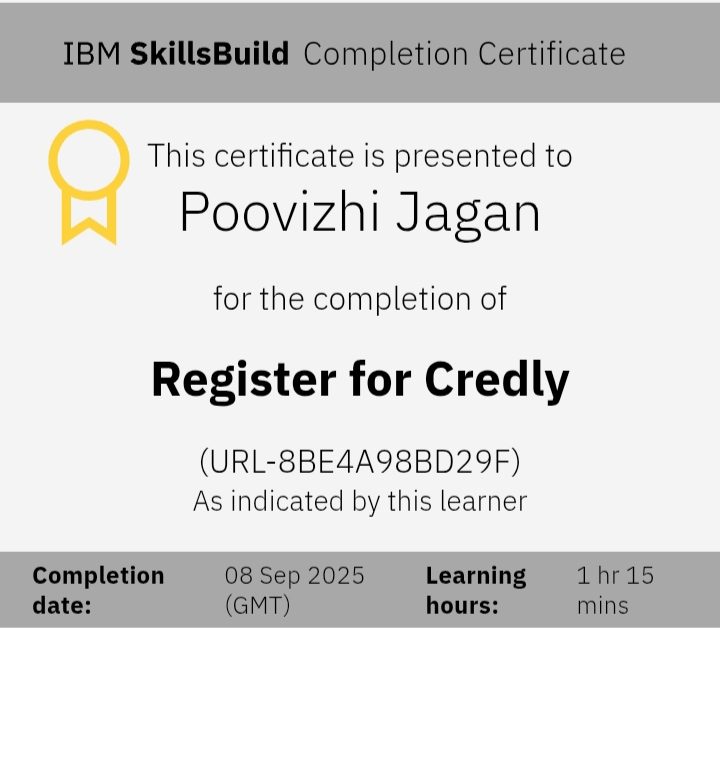 IBM SkillsBuild Completion Certificate
This certificate is presented to
Poovizhi Jagan
for the completion of
Register for Credly
(URL-8BE4A98BD29F)
As indicated by this learner
Completion date: 08 Sep 2025 (GMT) Learning hours: 1 hr 15 mins